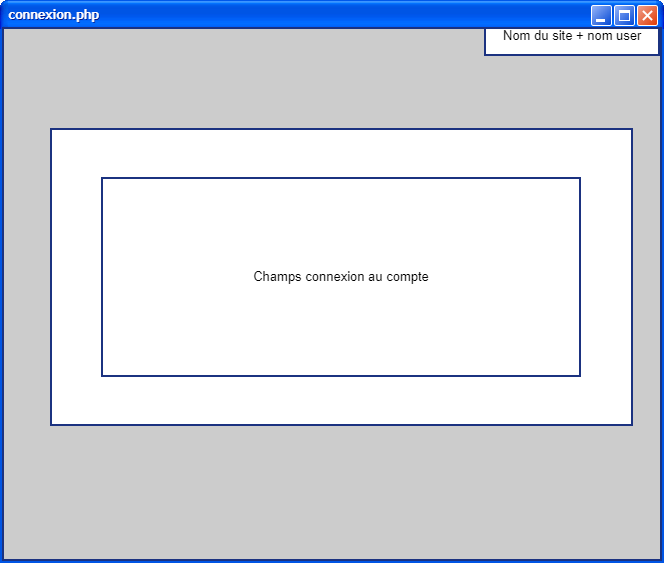 connexion.php
Nom du site + nom user
Champs connexion au compte